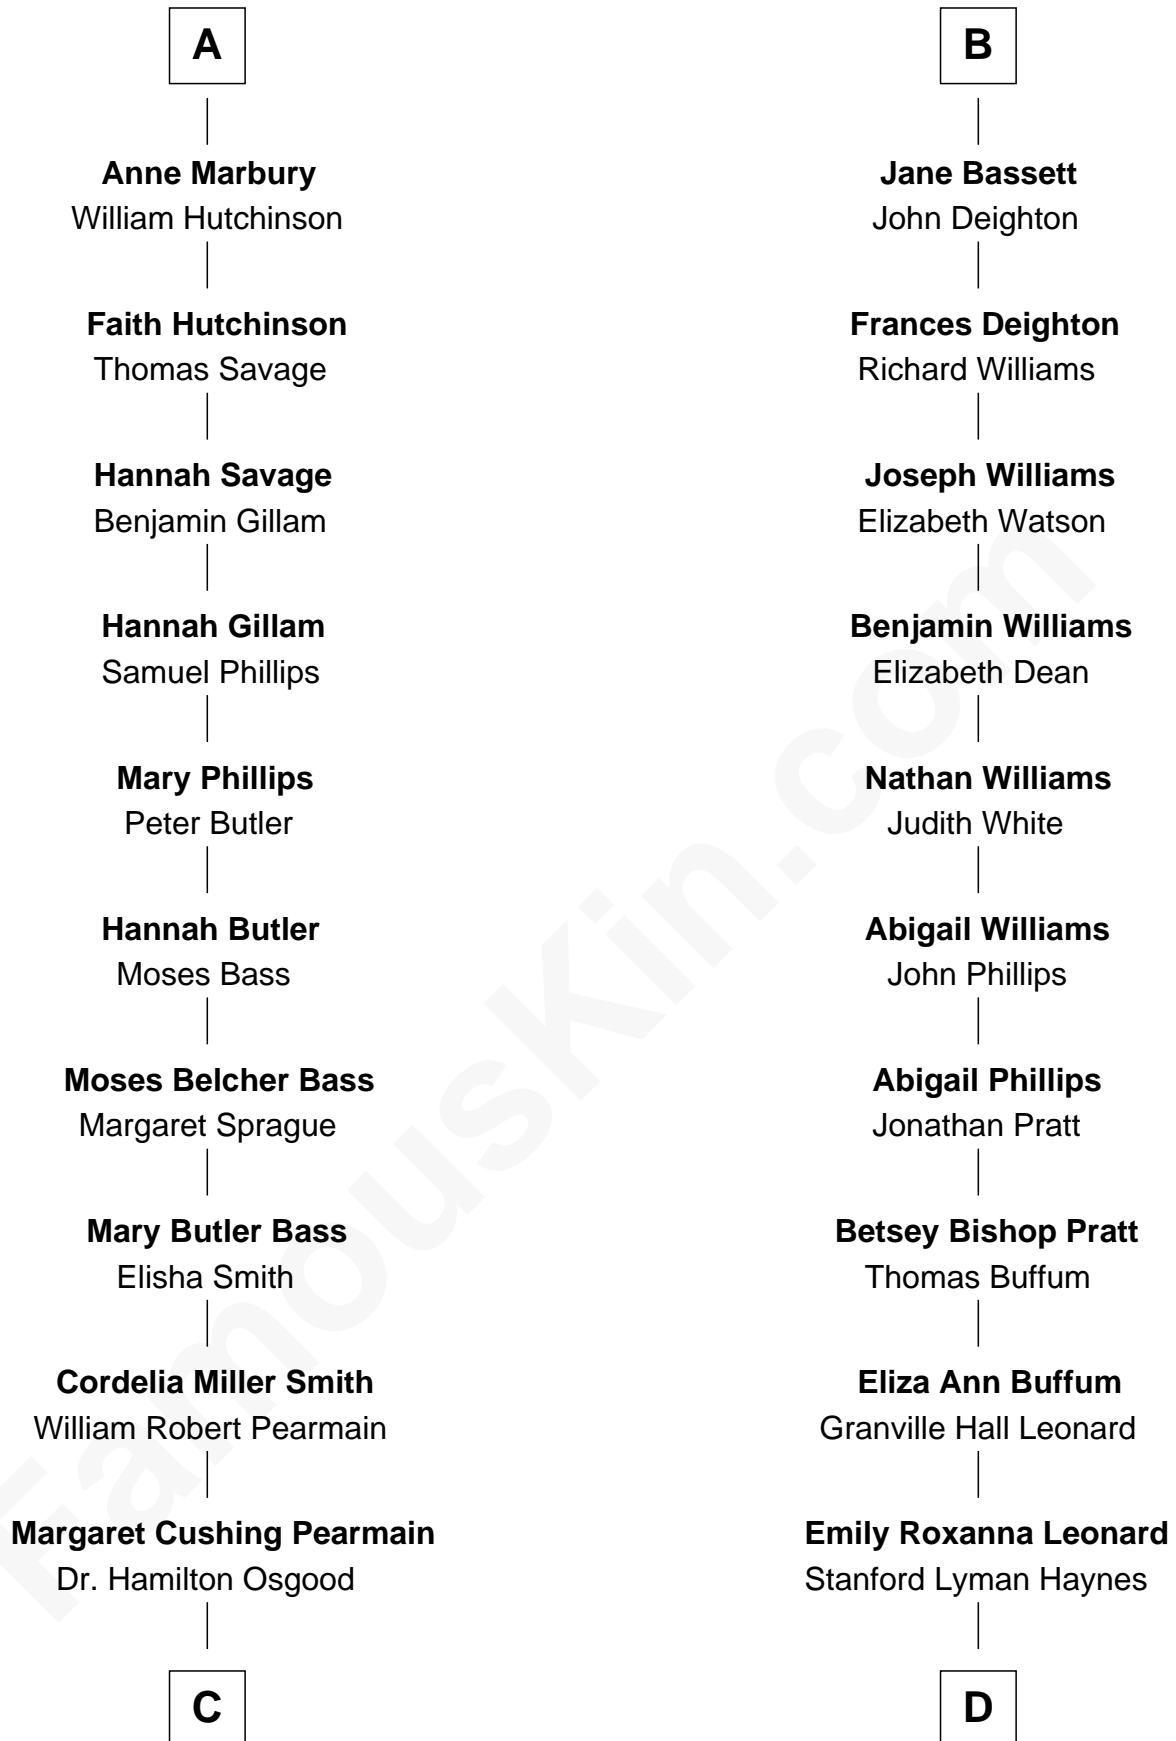 A
Anne Marbury
William Hutchinson
Faith Hutchinson
Thomas Savage
Hannah Savage
Benjamin Gillam
Hannah Gillam
Samuel Phillips
Mary Phillips
Peter Butler
Hannah Butler
Moses Bass
Moses Belcher Bass
Margaret Sprague
Mary Butler Bass
Elisha Smith
Cordelia Miller Smith
William Robert Pearmain
Margaret Cushing Pearmain
Dr. Hamilton Osgood
C
B
Jane Bassett
John Deighton
Frances Deighton
Richard Williams
Joseph Williams
Elizabeth Watson
Benjamin Williams
Elizabeth Dean
Nathan Williams
Judith White
Abigail Williams
John Phillips
Abigail Phillips
Jonathan Pratt
Betsey Bishop Pratt
Thomas Buffum
Eliza Ann Buffum
Granville Hall Leonard
Emily Roxanna Leonard
Stanford Lyman Haynes
D
FamousKin.com